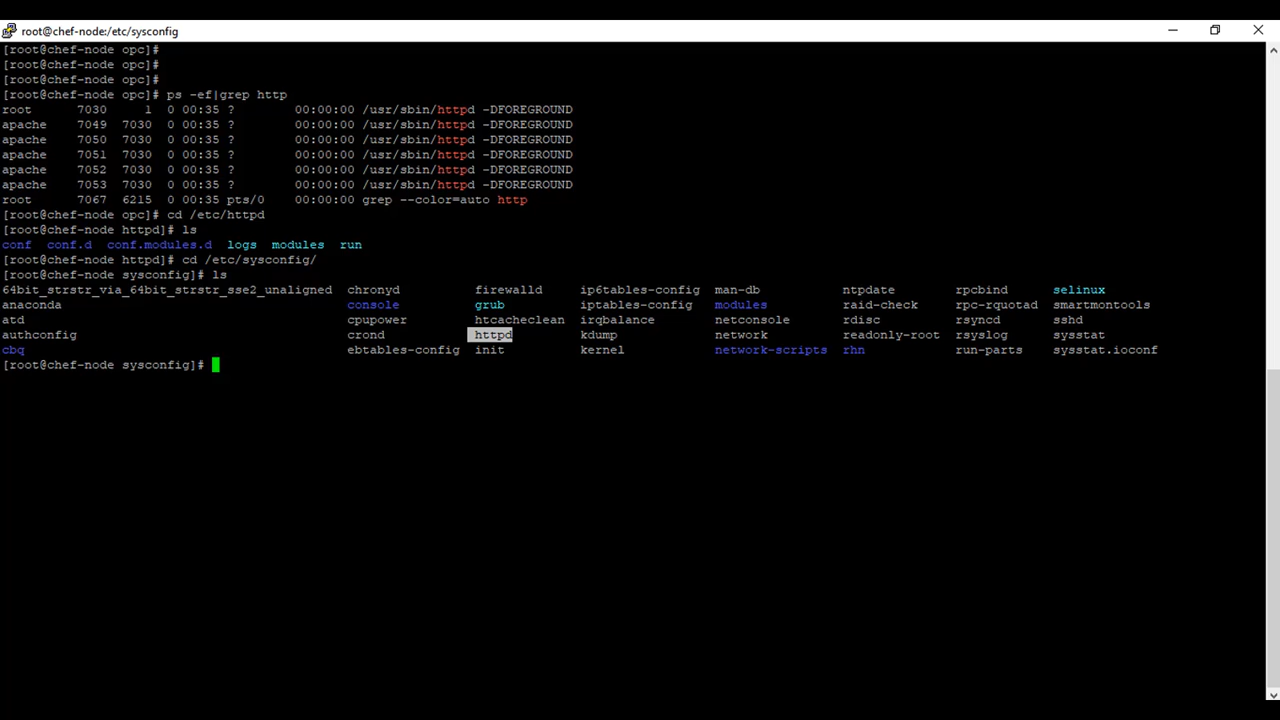 root@chef-node:/etc/sysconfig
[root@chef-node opc]#
[root@chef-node opc]#
[root@chef-node opc]#
[root@chef-node opc]# ps -ef|grep http
root      7030     1  0 00:35 ?        00:00:00 /usr/sbin/httpd -DFOREGROUND
apache    7049  7030  0 00:35 ?        00:00:00 /usr/sbin/httpd -DFOREGROUND
apache    7050  7030  0 00:35 ?        00:00:00 /usr/sbin/httpd -DFOREGROUND
apache    7051  7030  0 00:35 ?        00:00:00 /usr/sbin/httpd -DFOREGROUND
apache    7052  7030  0 00:35 ?        00:00:00 /usr/sbin/httpd -DFOREGROUND
apache    7053  7030  0 00:35 ?        00:00:00 /usr/sbin/httpd -DFOREGROUND
root      7067  6215  0 00:35 pts/0    00:00:00 grep --color=auto http
[root@chef-node opc]# cd /etc/httpd
[root@chef-node httpd]# ls
conf  conf.d  conf.modules.d  logs  modules  run
[root@chef-node httpd]# cd /etc/sysconfig/
[root@chef-node sysconfig]# ls
64bit_strstr_via_64bit_strstr_sse2_unaligned  chronyd          firewalld     ip6tables-config  man-db           ntpdate        rpcbind      selinux
anaconda                                      console          grub          iptables-config   modules          raid-check     rpc-rquotad  smartmontools
atd                                           cpupower         htcacheclean  irqbalance        netconsole       rdisc          rsyncd       sshd
authconfig                                    crond            httpd         kdump             network          readonly-root  rsyslog      sysstat
cbq                                           ebtables-config  init          kernel            network-scripts  rhn            run-parts    sysstat.ioconf
[root@chef-node sysconfig]#